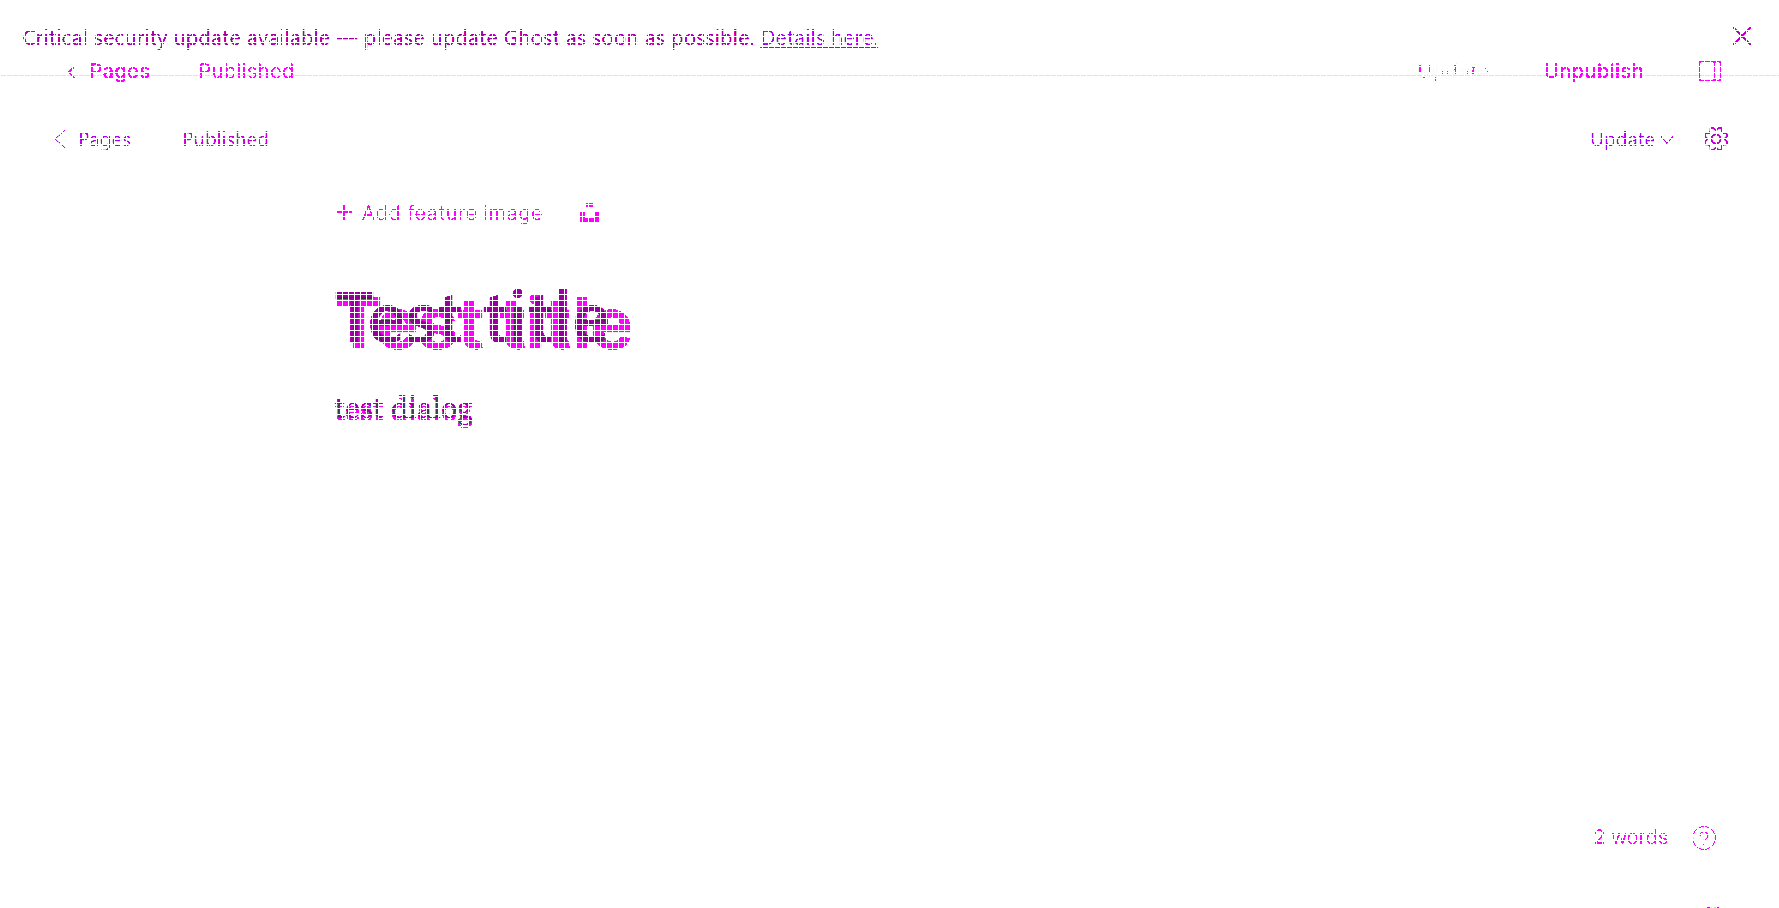 Critical security update available — please update Ghost as soon as possible. Details here.
Pages Published Update Unpublish
Pages Published Update
+ Add feature image
Test title
test dialog
2 words ?